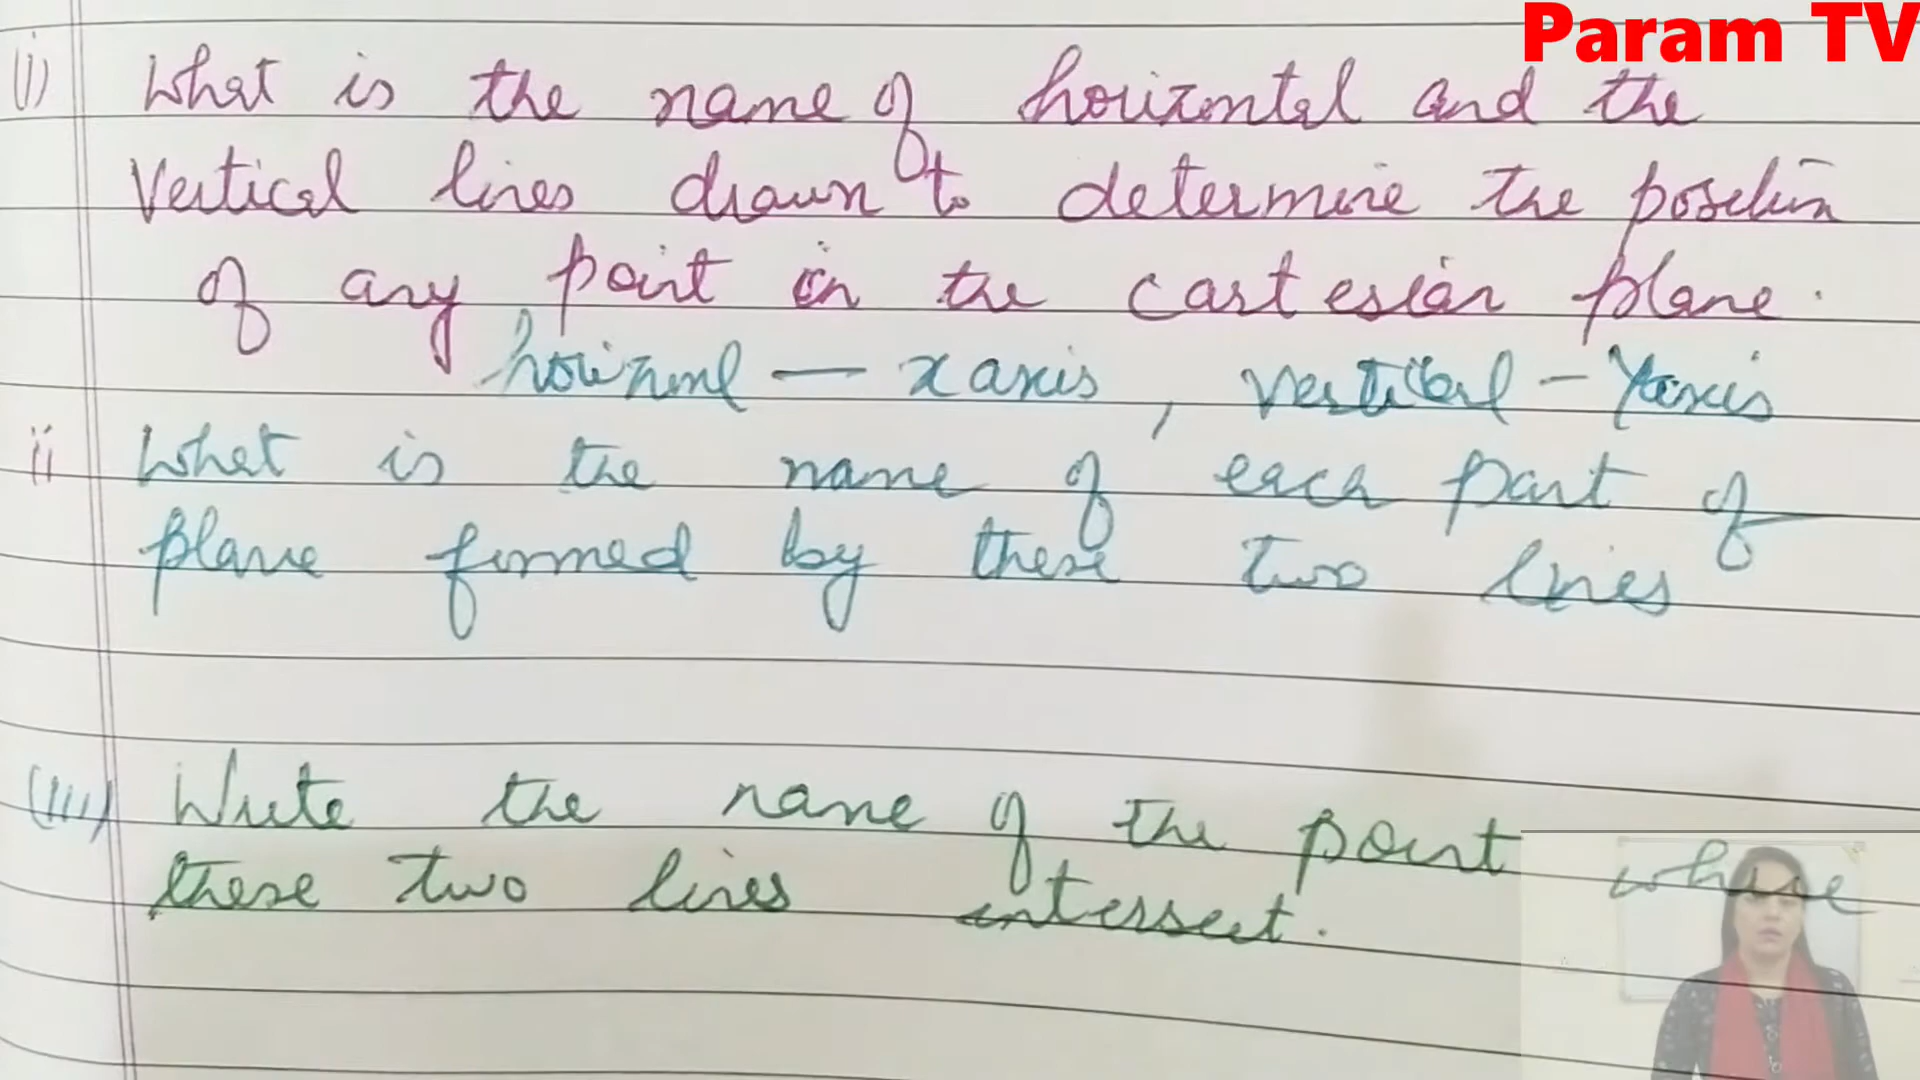 Param TV
(i) What is the name of horizontal and the
Vertical lines drawn to determine the position
of any point in the cartesian plane.
horizonel — x axis, vertical - Y axis
ii What is the name of each part of
plane formed by these two lines
(III) Write the name of the point where
these two lines intersect.